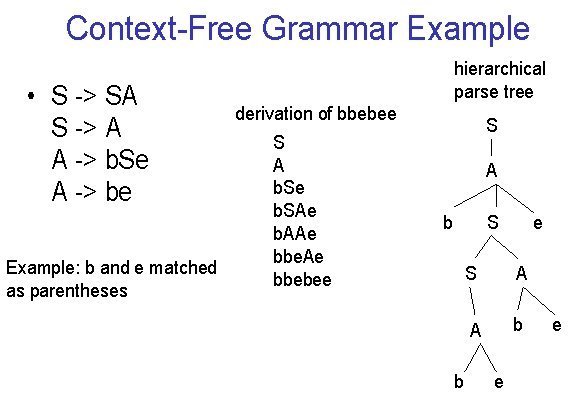 Context-Free Grammar Example
• S -> SA
S -> A
A -> bSe
A -> be
Example: b and e matched
as parentheses
derivation of bbebee
S
A
bSe
bSAe
bAAe
bbeAe
bbebee
hierarchical
parse tree
S
A
b S e
S A
A b e
b e